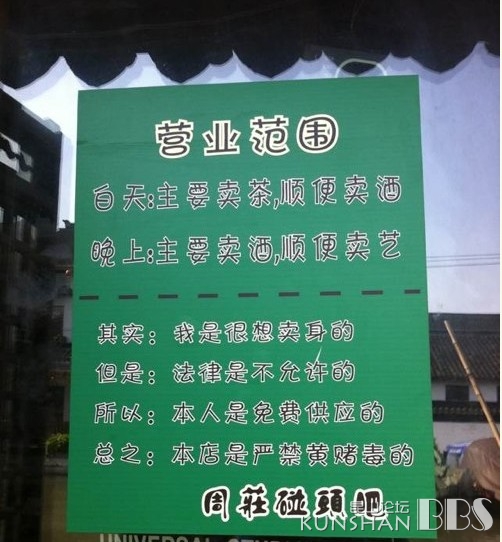 营业范围
白天:主要卖茶,顺便卖酒
晚上:主要卖酒,顺便卖艺
其实：我是很想卖身的
但是：法律是不允许的
所以：本人是免费供应的
总之：本店是严禁黄赌毒的
周莊碰頭吧
昆山论坛
KUNSHAN BBS